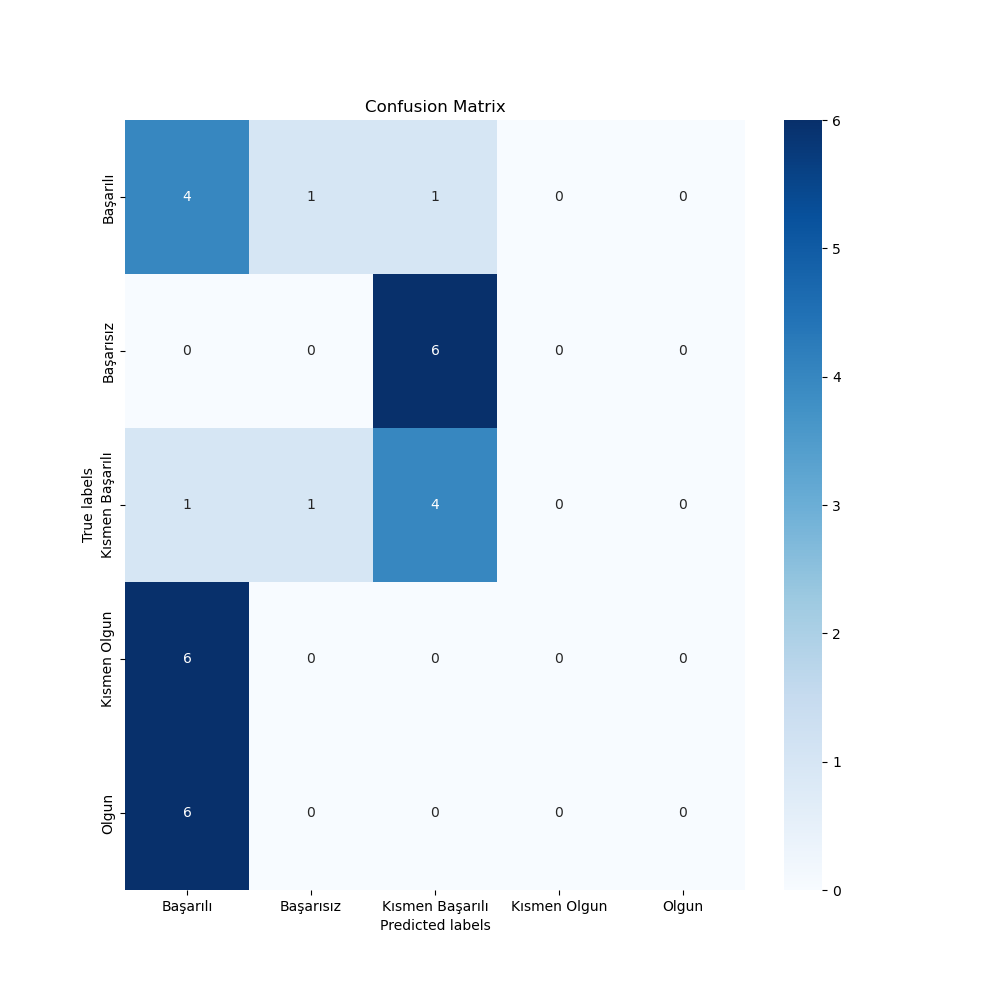 Confusion Matrix
True labels
Başarılı
4 1 1 0 0
Başarısız
0 0 6 0 0
Kısmen Başarılı
1 1 4 0 0
Kısmen Olgun
6 0 0 0 0
Olgun
6 0 0 0 0
Başarılı Başarısız Kısmen Başarılı Kısmen Olgun Olgun
Predicted labels
6
5
4
3
2
1
0